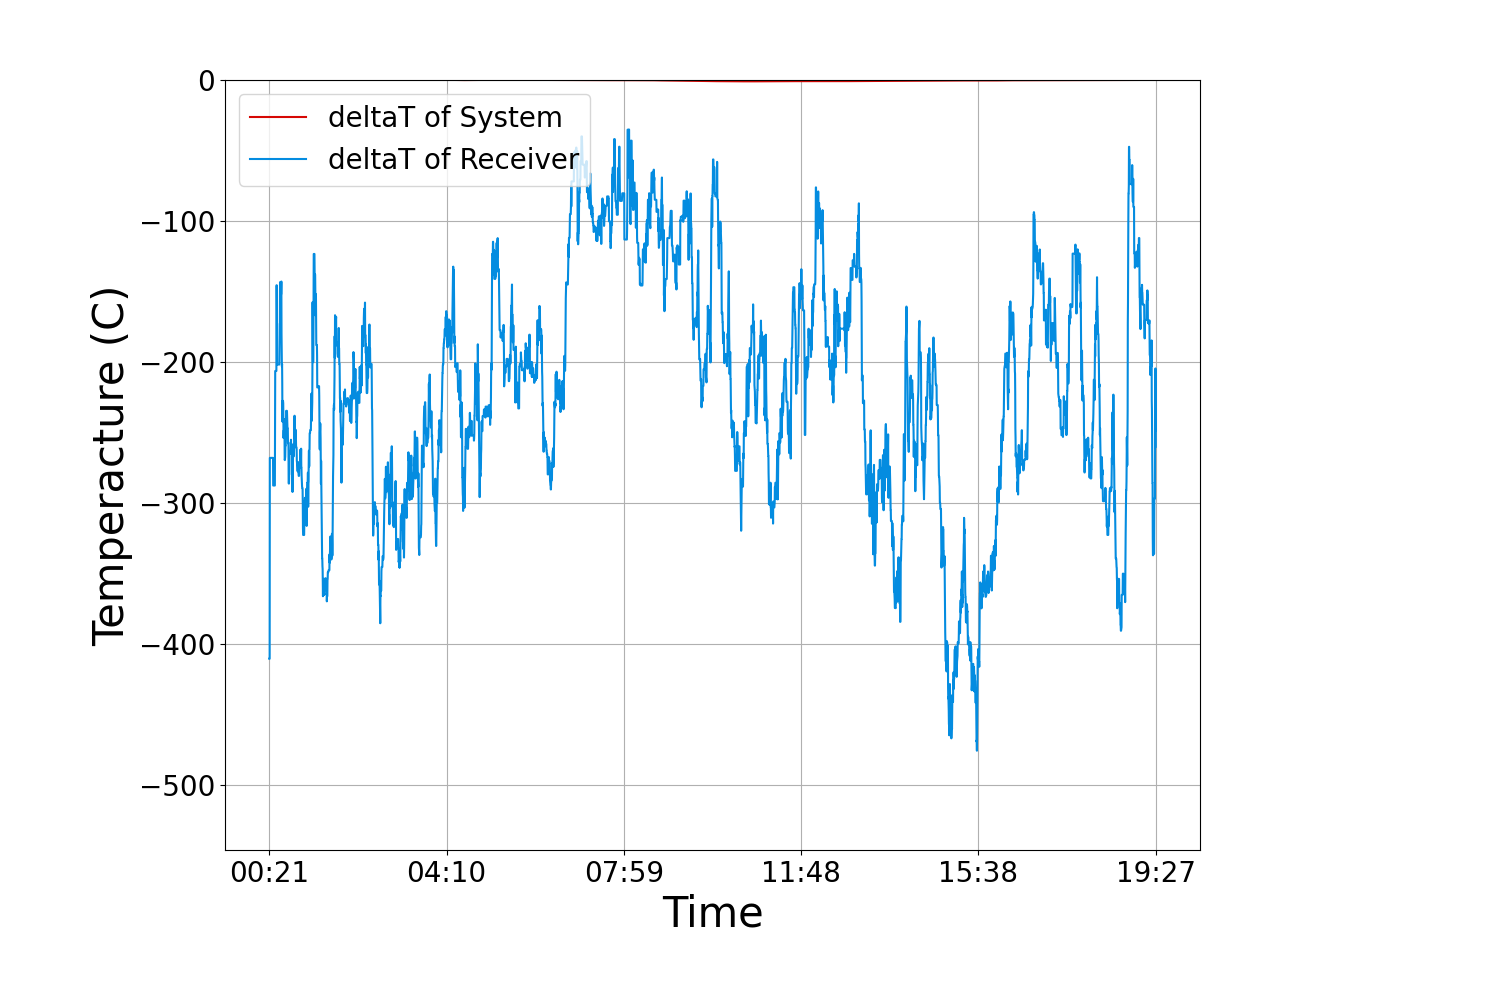 0
−100
−200
−300
−400
−500
Temperacture (C)
deltaT of System
deltaT of Receiver
00:21 04:10 07:59 11:48 15:38 19:27
Time